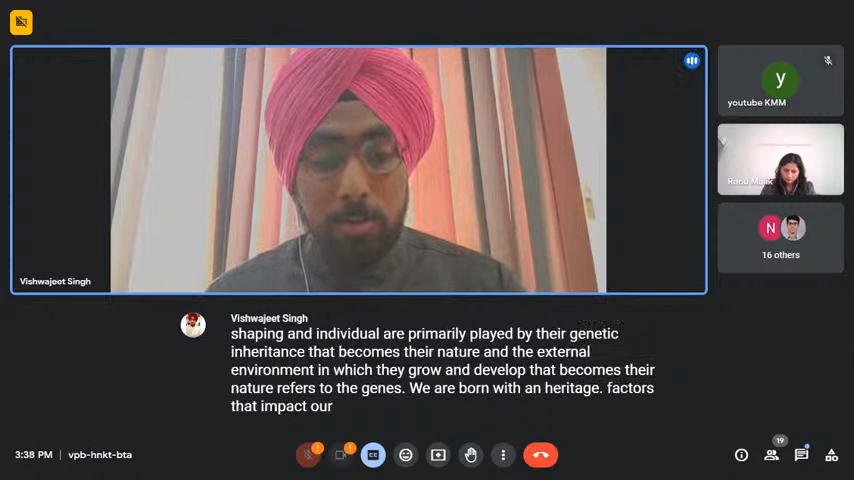 y
youtube KMM
Renu Malik
N
16 others
Vishwajeet Singh
Vishwajeet Singh
shaping and individual are primarily played by their genetic
inheritance that becomes their nature and the external
environment in which they grow and develop that becomes their
nature refers to the genes. We are born with an heritage. factors
that impact our
3:38 PM | vpb-hnkt-bta
CC
19